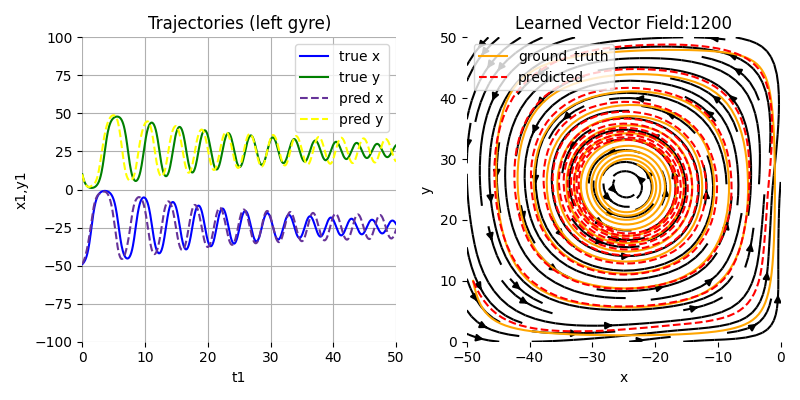 Trajectories (left gyre)
100
75
50
25
0
−25
−50
−75
−100
x1,y1
0 10 20 30 40 50
t1
true x
true y
pred x
pred y
Learned Vector Field:1200
50
40
30
20
10
0
y
−50 −40 −30 −20 −10 0
x
ground_truth
predicted